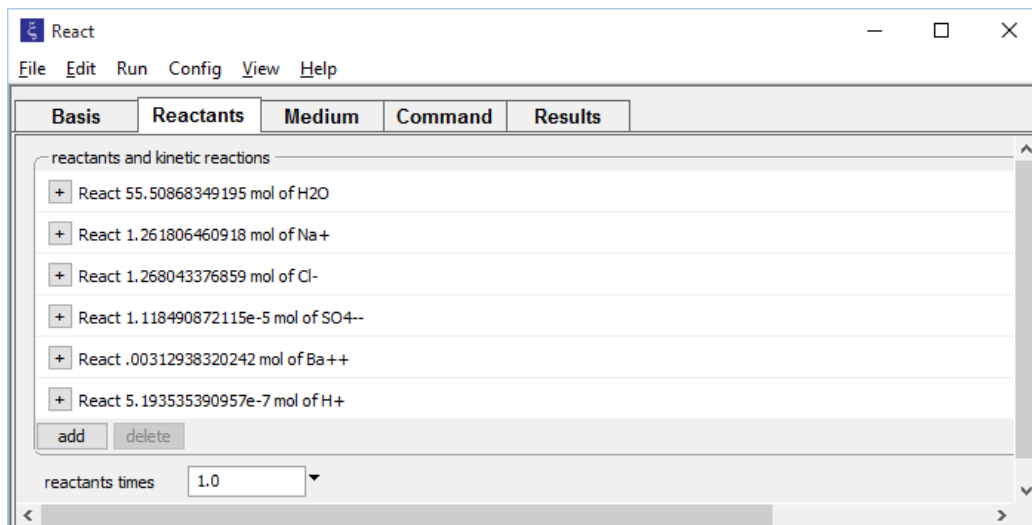 ξ React
File Edit Run Config View Help
Basis Reactants Medium Command Results
reactants and kinetic reactions
+ React 55.50868349195 mol of H2O
+ React 1.261806460918 mol of Na+
+ React 1.268043376859 mol of Cl-
+ React 1.118490872115e-5 mol of SO4--
+ React .00312938320242 mol of Ba++
+ React 5.193535390957e-7 mol of H+
add delete
reactants times 1.0